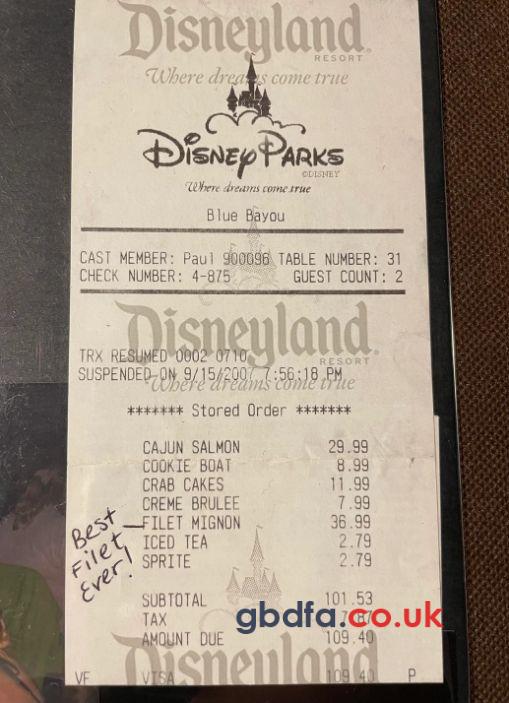 Disneyland
RESORT
Where dreams come true
Disney Parks
©DISNEY
Where dreams come true
Blue Bayou
CAST MEMBER: Paul 900096 TABLE NUMBER: 31
CHECK NUMBER: 4-875 GUEST COUNT: 2
Disneyland
RESORT
TRX RESUMED 0002 0710
SUSPENDED ON 9/15/2007 7:56:18 PM
Where dreams come true
******* Stored Order *******
CAJUN SALMON 29.99
COOKIE BOAT 8.99
CRAB CAKES 11.99
CREME BRULEE 7.99
FILET MIGNON 36.99
ICED TEA 2.79
SPRITE 2.79
Best
Filet
Ever!
SUBTOTAL 101.53
gbdfa.co.uk
TAX 7.87
AMOUNT DUE 109.40
Disneyland
VF VISA 109.40 P